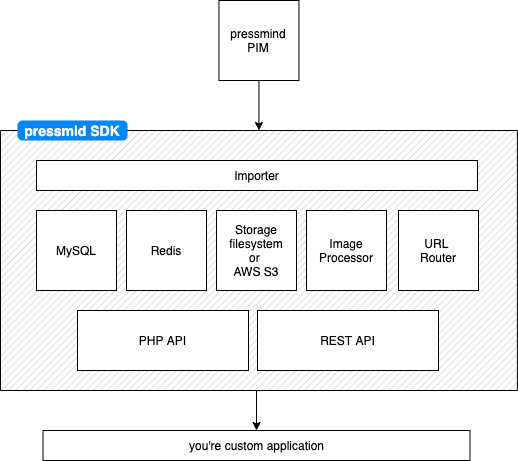 pressmind
PIM
pressmid SDK
Importer
MySQL
Redis
Storage
filesystem
or
AWS S3
Image
Processor
URL
Router
PHP API
REST API
you're custom application